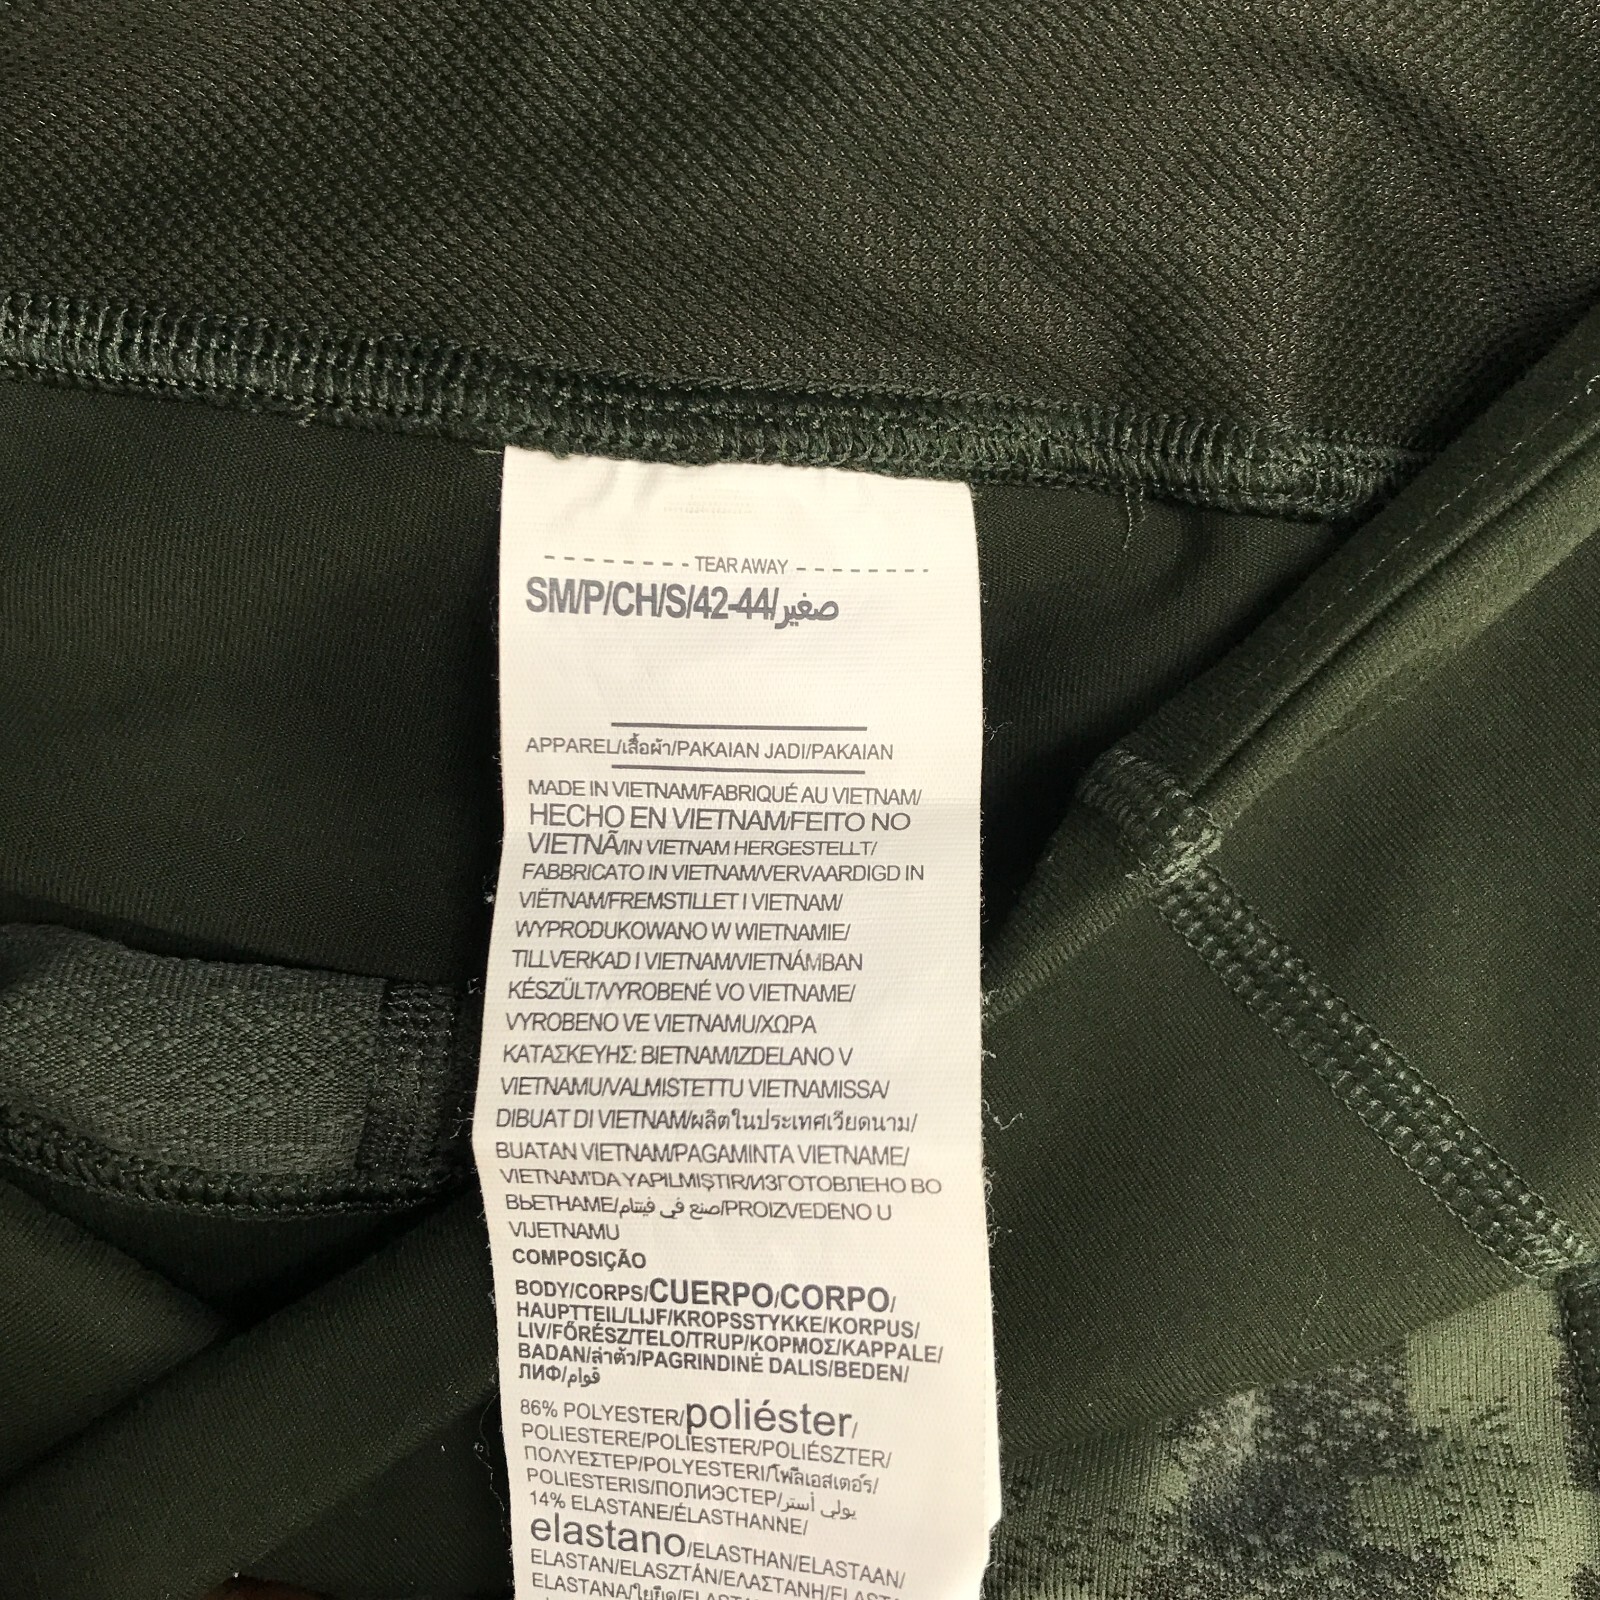 TEAR AWAY
SM/P/CH/S/42-44/صغير
APPAREL/เสื้อผ้า/PAKAIAN JADI/PAKAIAN
MADE IN VIETNAM/FABRIQUÉ AU VIETNAM/
HECHO EN VIETNAM/FEITO NO
VIETNÃ/IN VIETNAM HERGESTELLT/
FABBRICATO IN VIETNAM/VERVAARDIGD IN
VIËTNAM/FREMSTILLET I VIETNAM/
WYPRODUKOWANO W WIETNAMIE/
TILLVERKAD I VIETNAM/VIETNÁMBAN
KÉSZÜLT/VYROBENÉ VO VIETNAME/
VYROBENO VE VIETNAMU/ΧΩΡΑ
ΚΑΤΑΣΚΕΥΗΣ: ΒΙΕΤΝΑΜ/IZDELANO V
VIETNAMU/VALMISTETTU VIETNAMISSA/
DIBUAT DI VIETNAM/ผลิตในประเทศเวียดนาม/
BUATAN VIETNAM/PAGAMINTA VIETNAME/
VIETNAM'DA YAPILMIŞTIR/ИЗГОТОВЛЕНО ВО
ВЬЕТНАМЕ/صنع في فيتنام/PROIZVEDENO U
VIJETNAMU
COMPOSIÇÃO
BODY/CORPS/CUERPO/CORPO/
HAUPTTEIL/LIJF/KROPSSTYKKE/KORPUS/
LIV/FŐRÉSZ/TELO/TRUP/ΚΟΡΜΟΣ/KAPPALE/
BADAN/ลำตัว/PAGRINDINĖ DALIS/BEDEN/
ЛИФ/قوام
86% POLYESTER/poliéster/
POLIESTERE/POLIESTER/POLIÉSZTER/
ΠΟΛΥΕΣΤΕΡ/POLYESTERI/โพลีเอสเตอร์/
POLIESTERIS/ПОЛИЭСТЕР/بولي أستر
14% ELASTANE/ÉLASTHANNE/
elastano/ELASTHAN/ELASTAAN/
ELASTAN/ELASZTÁN/ΕΛΑΣΤΑΝΗ/
ELASTANA/ใยยืด/